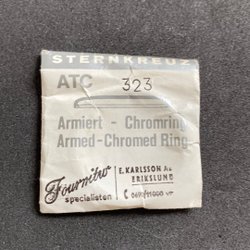 STERNKREUZ
ATC 323
Armiert - Chromring
Armed-Chromed Ring
Fournitur
specialisten
E. KARLSSON AB
ERIKSLUND